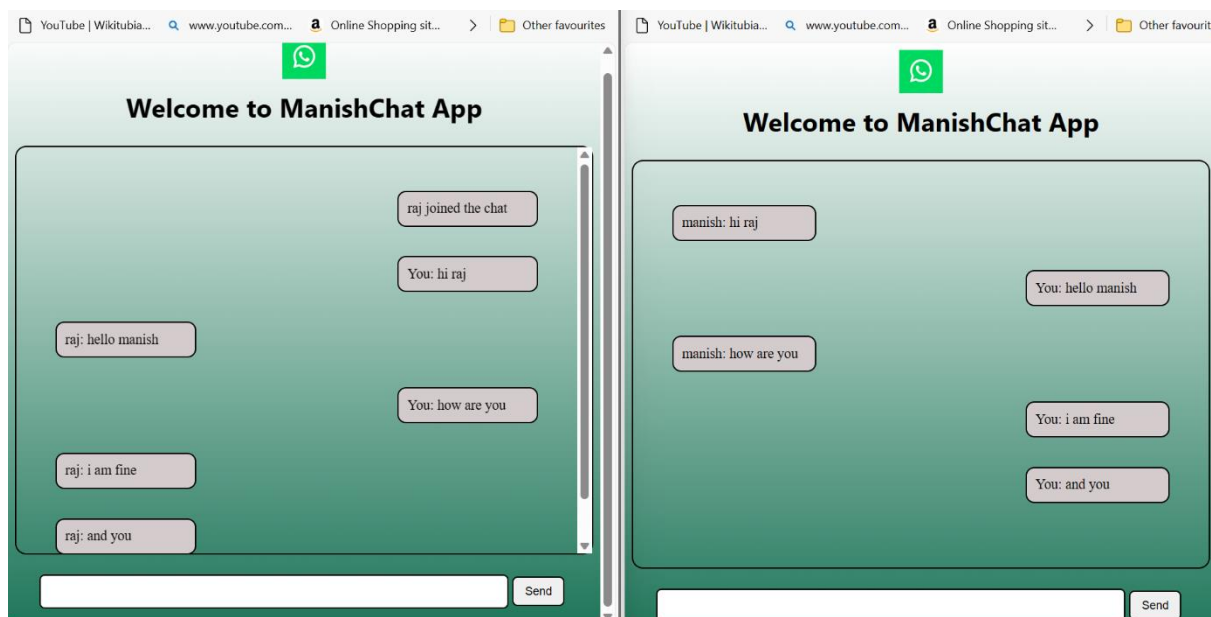 YouTube | Wikitubia... www.youtube.com... a Online Shopping sit... Other favourites
Welcome to ManishChat App
raj joined the chat
You: hi raj
raj: hello manish
You: how are you
raj: i am fine
raj: and you
Send
YouTube | Wikitubia... www.youtube.com... a Online Shopping sit... Other favourit
Welcome to ManishChat App
manish: hi raj
You: hello manish
manish: how are you
You: i am fine
You: and you
Send